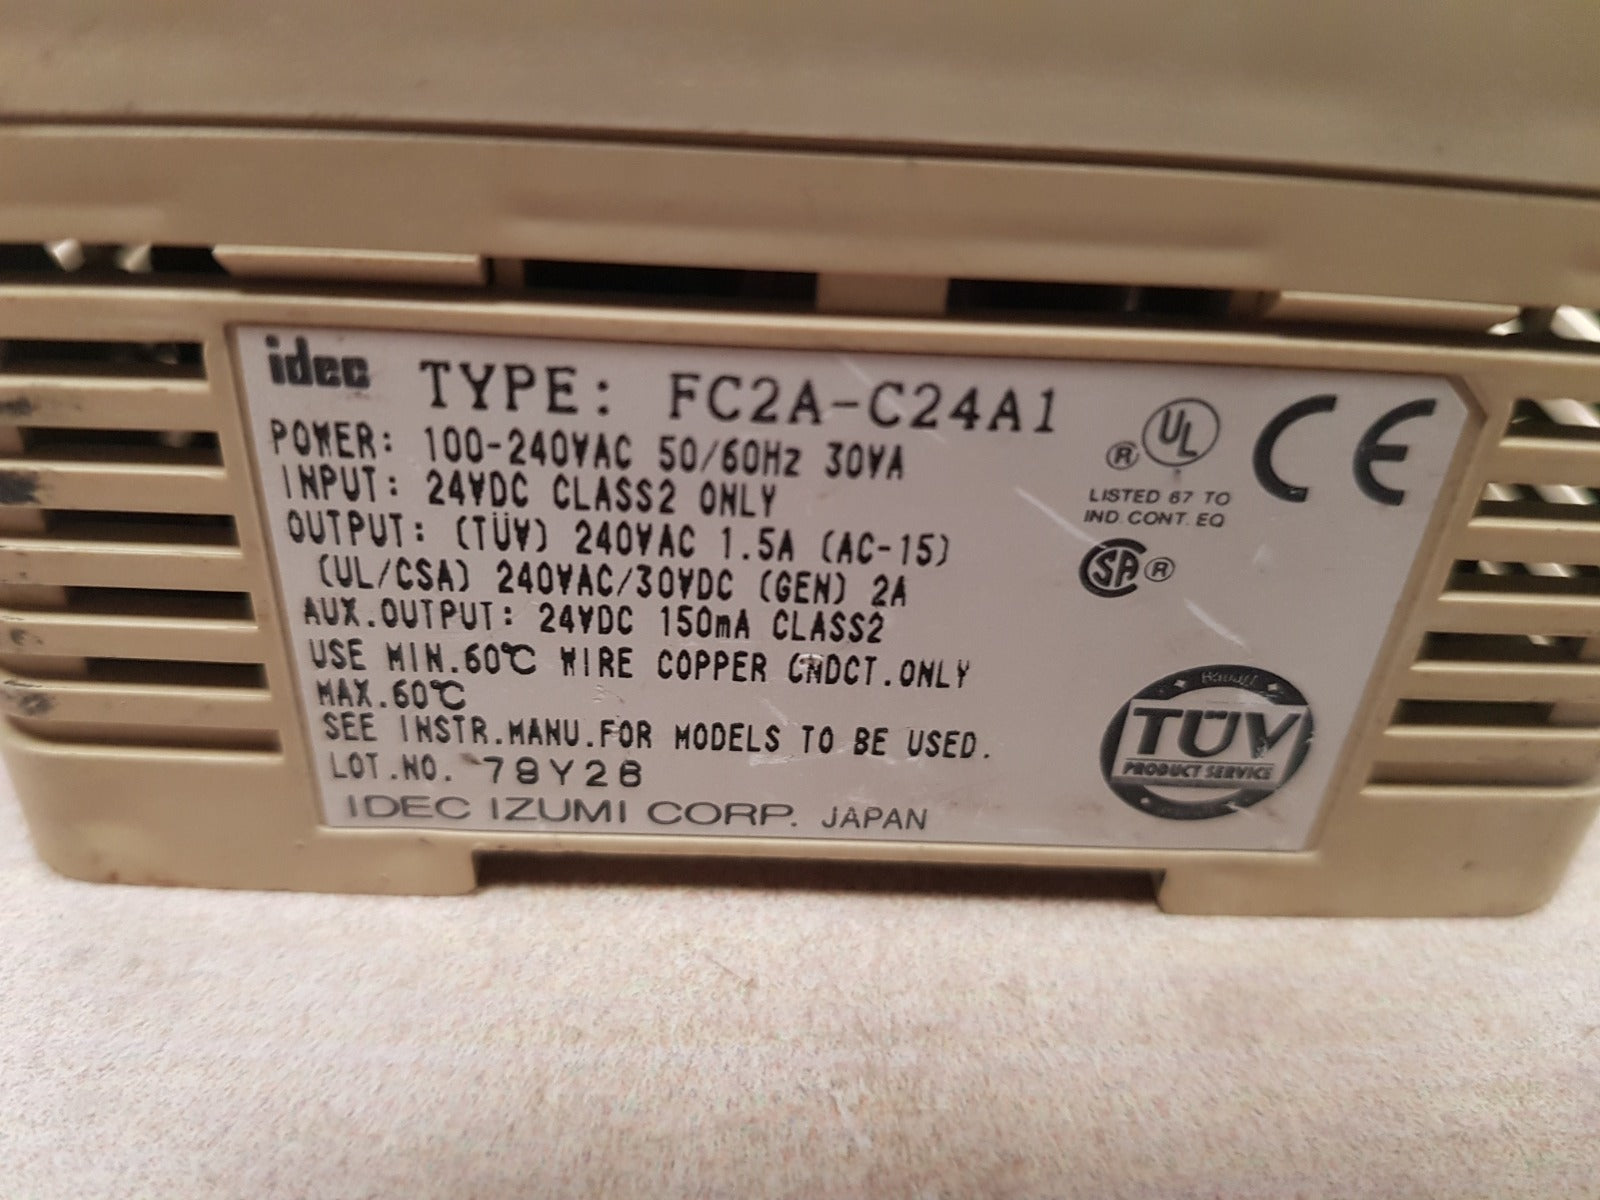 idec TYPE: FC2A-C24A1
POWER: 100-240VAC 50/60Hz 30VA
INPUT: 24VDC CLASS2 ONLY
OUTPUT: (TÜV) 240VAC 1.5A (AC-15)
(UL/CSA) 240VAC/30VDC (GEN) 2A
AUX.OUTPUT: 24VDC 150mA CLASS2
USE MIN.60℃ WIRE COPPER CNDCT.ONLY
MAX.60℃
SEE INSTR.MANU.FOR MODELS TO BE USED.
LOT.NO.
IDEC IZUMI CORP. JAPAN
UL ®
LISTED 67 TO
IND. CONT. EQ
CE
CSA ®
TÜV
PRODUCT SERVICE